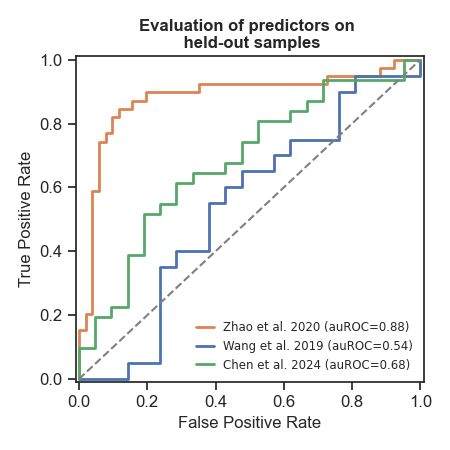 Evaluation of predictors on
held-out samples
True Positive Rate
1.0
0.8
0.6
0.4
0.2
0.0
Zhao et al. 2020 (auROC=0.88)
Wang et al. 2019 (auROC=0.54)
Chen et al. 2024 (auROC=0.68)
0.0 0.2 0.4 0.6 0.8 1.0
False Positive Rate